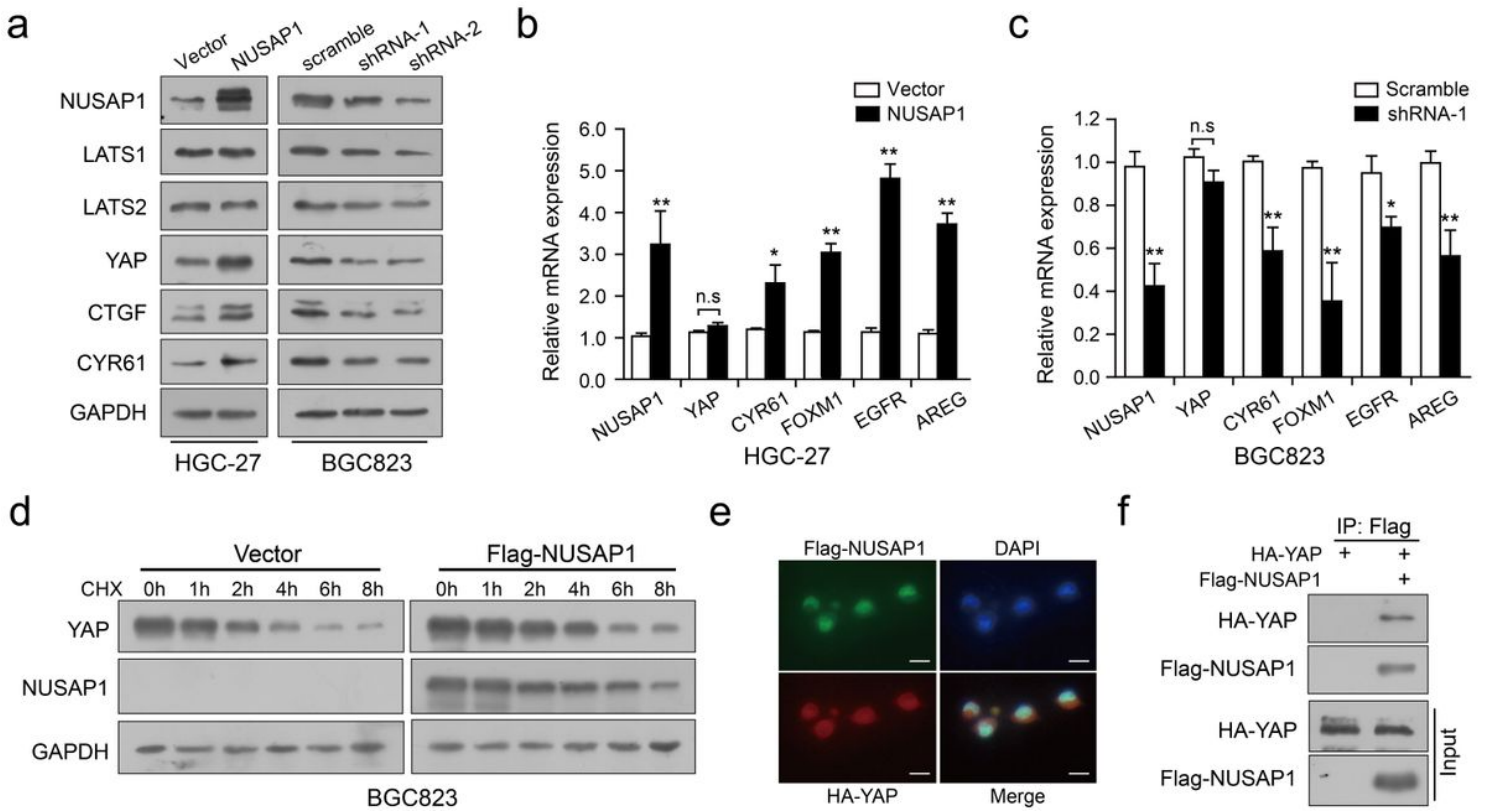 a
Vector NUSAP1 scramble shRNA-1 shRNA-2
NUSAP1
LATS1
LATS2
YAP
CTGF
CYR61
GAPDH
HGC-27 BGC823
b
Vector
NUSAP1
Relative mRNA expression
6.0
5.0
4.0
3.0
2.0
1.0
0.0
** n.s * ** ** **
NUSAP1 YAP CYR61 FOXM1 EGFR AREG
HGC-27
c
Scramble
shRNA-1
Relative mRNA expression
1.2
1.0
0.8
0.6
0.4
0.2
0.0
** n.s ** ** * **
NUSAP1 YAP CYR61 FOXM1 EGFR AREG
BGC823
d
Vector Flag-NUSAP1
CHX 0h 1h 2h 4h 6h 8h 0h 1h 2h 4h 6h 8h
YAP
NUSAP1
GAPDH
BGC823
e
Flag-NUSAP1 DAPI
HA-YAP Merge
f
IP: Flag
HA-YAP + +
Flag-NUSAP1 +
HA-YAP
Flag-NUSAP1
HA-YAP
Flag-NUSAP1
Input